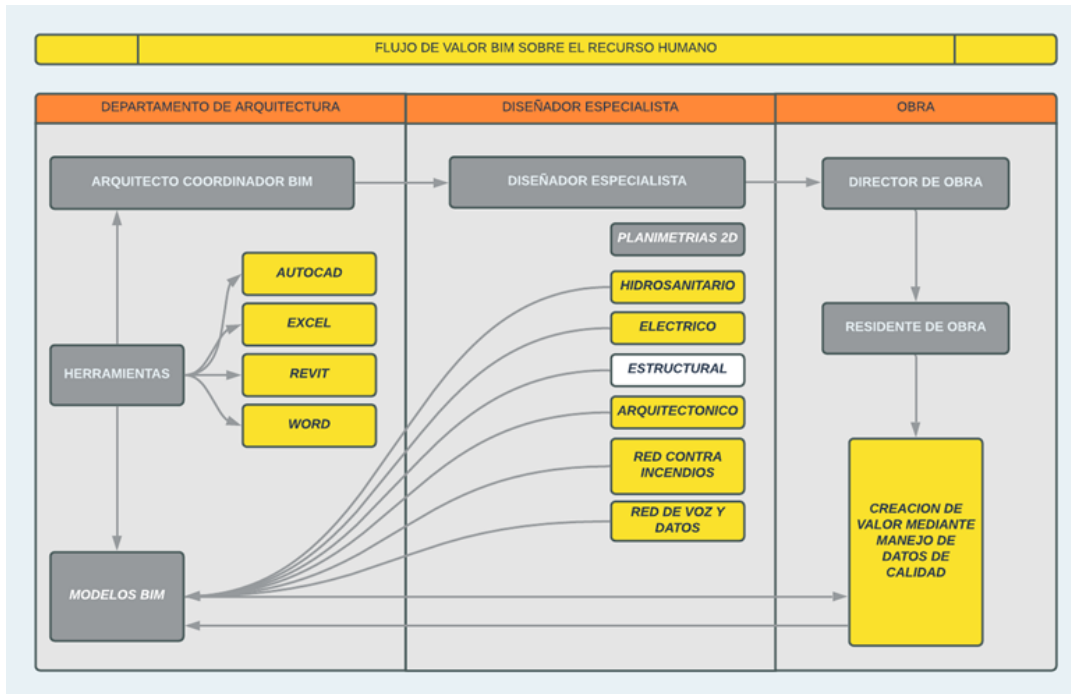 FLUJO DE VALOR BIM SOBRE EL RECURSO HUMANO
DEPARTAMENTO DE ARQUITECTURA
DISEÑADOR ESPECIALISTA
OBRA
ARQUITECTO COORDINADOR BIM
DISEÑADOR ESPECIALISTA
DIRECTOR DE OBRA
PLANIMETRIAS 2D
AUTOCAD
HIDROSANITARIO
EXCEL
ELECTRICO
RESIDENTE DE OBRA
HERRAMIENTAS
REVIT
ESTRUCTURAL
WORD
ARQUITECTONICO
RED CONTRA
INCENDIOS
RED DE VOZ Y
DATOS
CREACION DE
VALOR MEDIANTE
MANEJO DE
DATOS DE
CALIDAD
MODELOS BIM